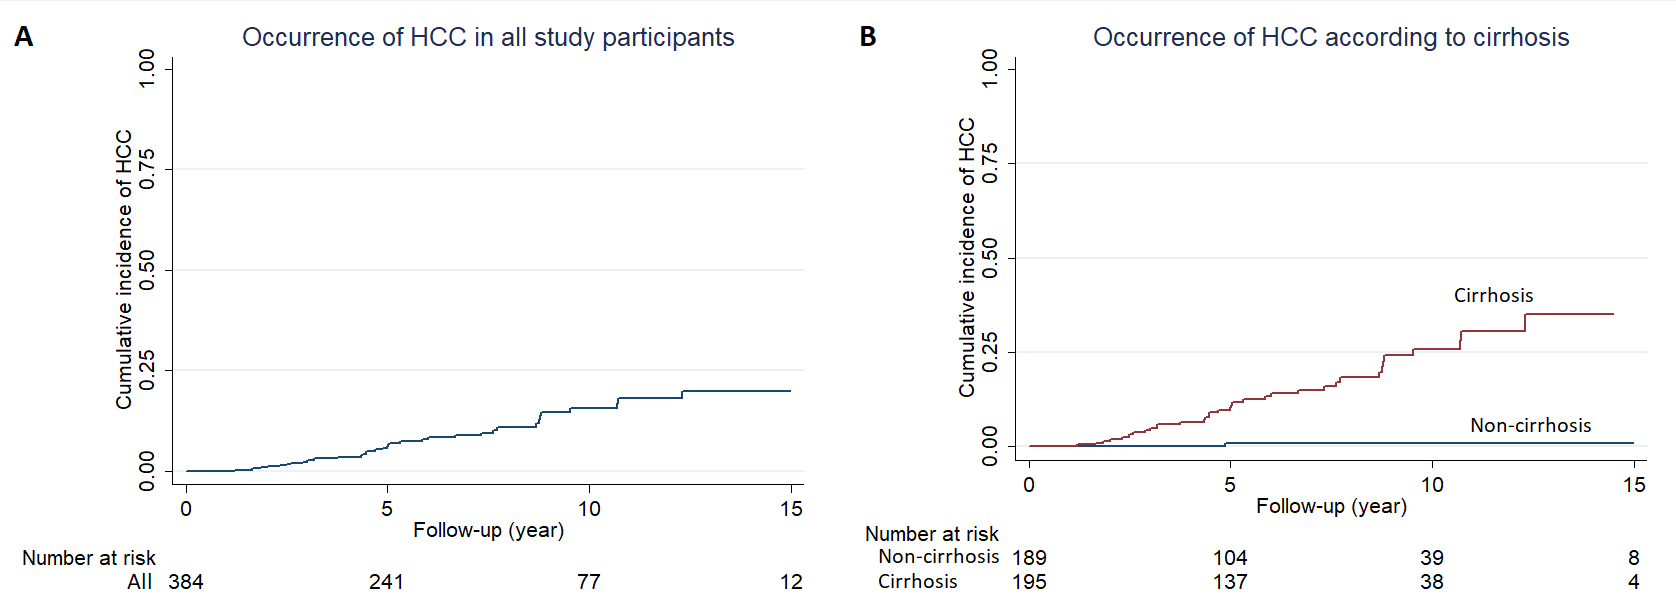 A
Occurrence of HCC in all study participants
Cumulative incidence of HCC
1.00
0.75
0.50
0.25
0.00
0 5 10 15
Follow-up (year)
Number at risk
All 384 241 77 12
B
Occurrence of HCC according to cirrhosis
Cumulative incidence of HCC
1.00
0.75
0.50
0.25
0.00
Cirrhosis
Non-cirrhosis
0 5 10 15
Follow-up (year)
Number at risk
Non-cirrhosis 189 104 39 8
Cirrhosis 195 137 38 4